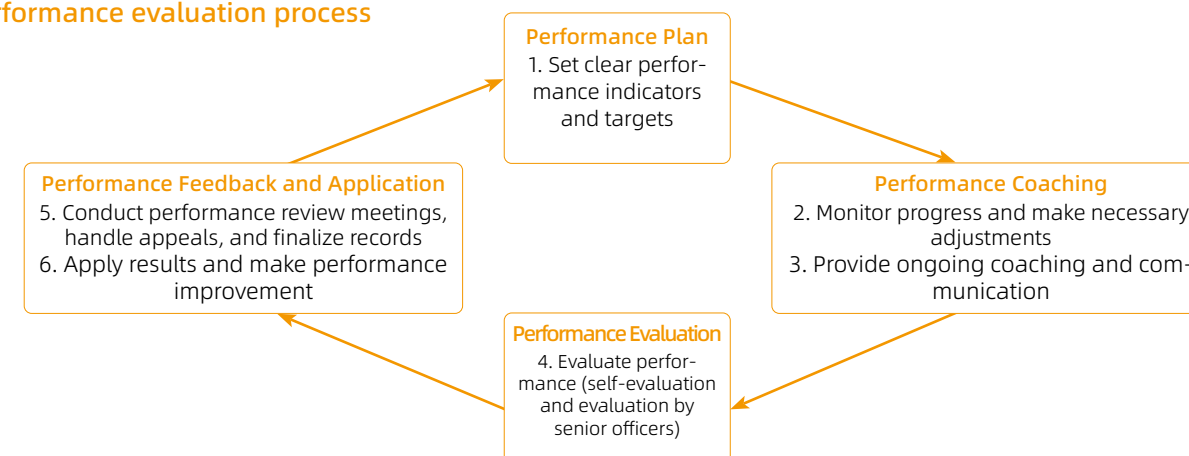 rformance evaluation process
Performance Plan
1. Set clear perfor-
mance indicators
and targets
Performance Feedback and Application
5. Conduct performance review meetings,
handle appeals, and finalize records
6. Apply results and make performance
improvement
Performance Coaching
2. Monitor progress and make necessary
adjustments
3. Provide ongoing coaching and com-
munication
Performance Evaluation
4. Evaluate perfor-
mance (self-evaluation
and evaluation by
senior officers)